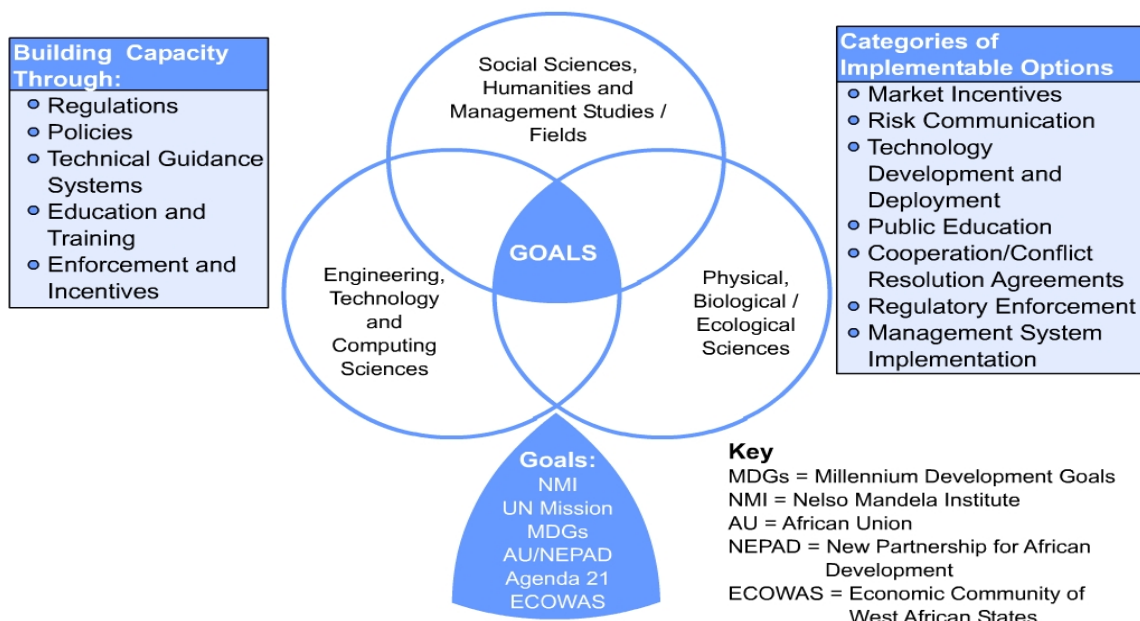 Building Capacity
Through:
Regulations
Policies
Technical Guidance
Systems
Education and
Training
Enforcement and
Incentives
Social Sciences,
Humanities and
Management Studies /
Fields
GOALS
Engineering,
Technology
and
Computing
Sciences
Physical,
Biological /
Ecological
Sciences
Categories of
Implementable Options
Market Incentives
Risk Communication
Technology
Development and
Deployment
Public Education
Cooperation/Conflict
Resolution Agreements
Regulatory Enforcement
Management System
Implementation
Goals:
NMI
UN Mission
MDGs
AU/NEPAD
Agenda 21
ECOWAS
Key
MDGs = Millennium Development Goals
NMI = Nelso Mandela Institute
AU = African Union
NEPAD = New Partnership for African
Development
ECOWAS = Economic Community of
West African States